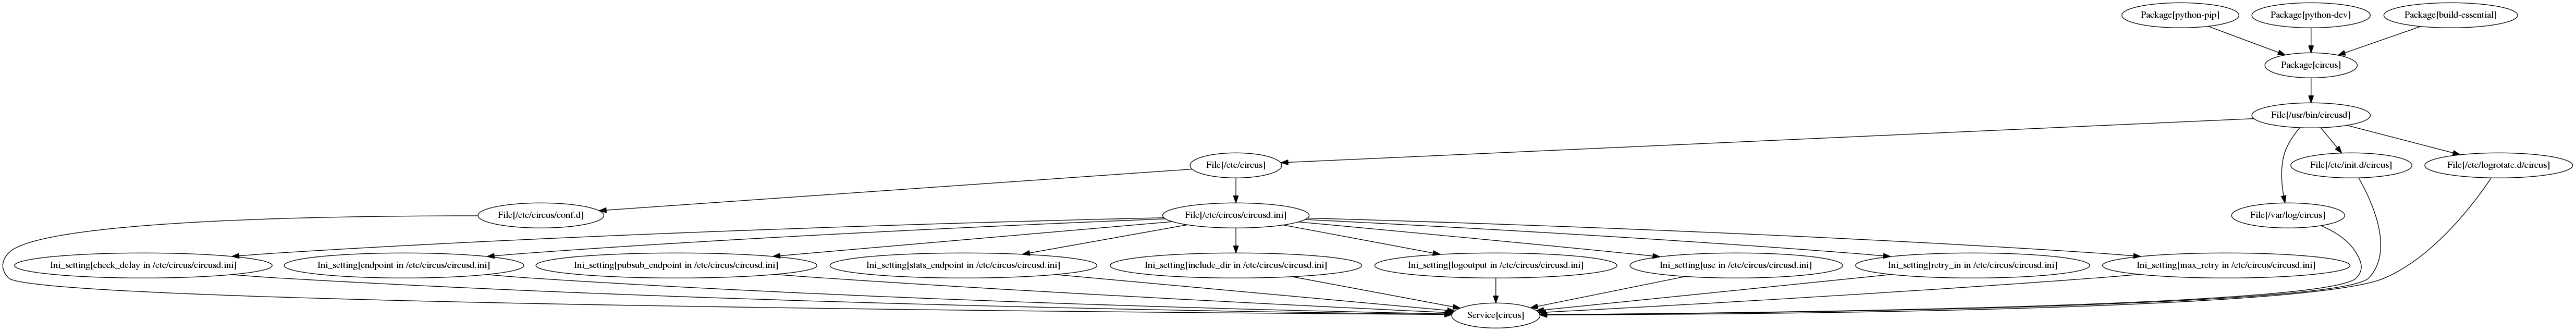 Package[python-pip]
Package[python-dev]
Package[build-essential]
Package[circus]
File[/usr/bin/circusd]
File[/etc/circus]
File[/etc/init.d/circus]
File[/etc/logrotate.d/circus]
File[/etc/circus/conf.d]
File[/etc/circus/circusd.ini]
File[/var/log/circus]
Ini_setting[check_delay in /etc/circus/circusd.ini]
Ini_setting[endpoint in /etc/circus/circusd.ini]
Ini_setting[pubsub_endpoint in /etc/circus/circusd.ini]
Ini_setting[stats_endpoint in /etc/circus/circusd.ini]
Ini_setting[include_dir in /etc/circus/circusd.ini]
Ini_setting[logoutput in /etc/circus/circusd.ini]
Ini_setting[use in /etc/circus/circusd.ini]
Ini_setting[retry_in in /etc/circus/circusd.ini]
Ini_setting[max_retry in /etc/circus/circusd.ini]
Service[circus]